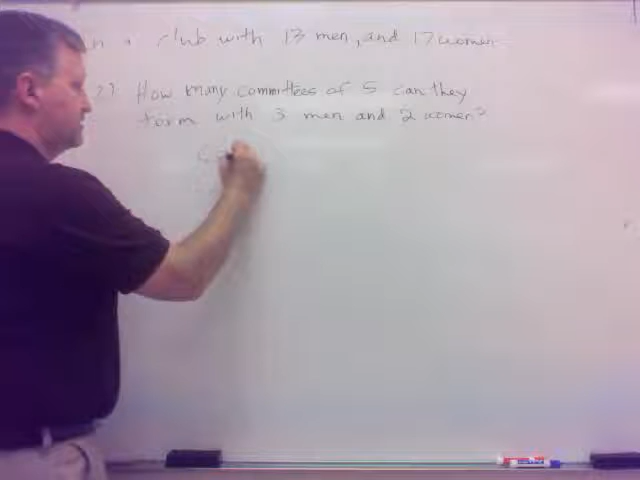 n a club with 13 men, and 17 women
2) How many committees of 5 can they
form with 3 men and 2 women?